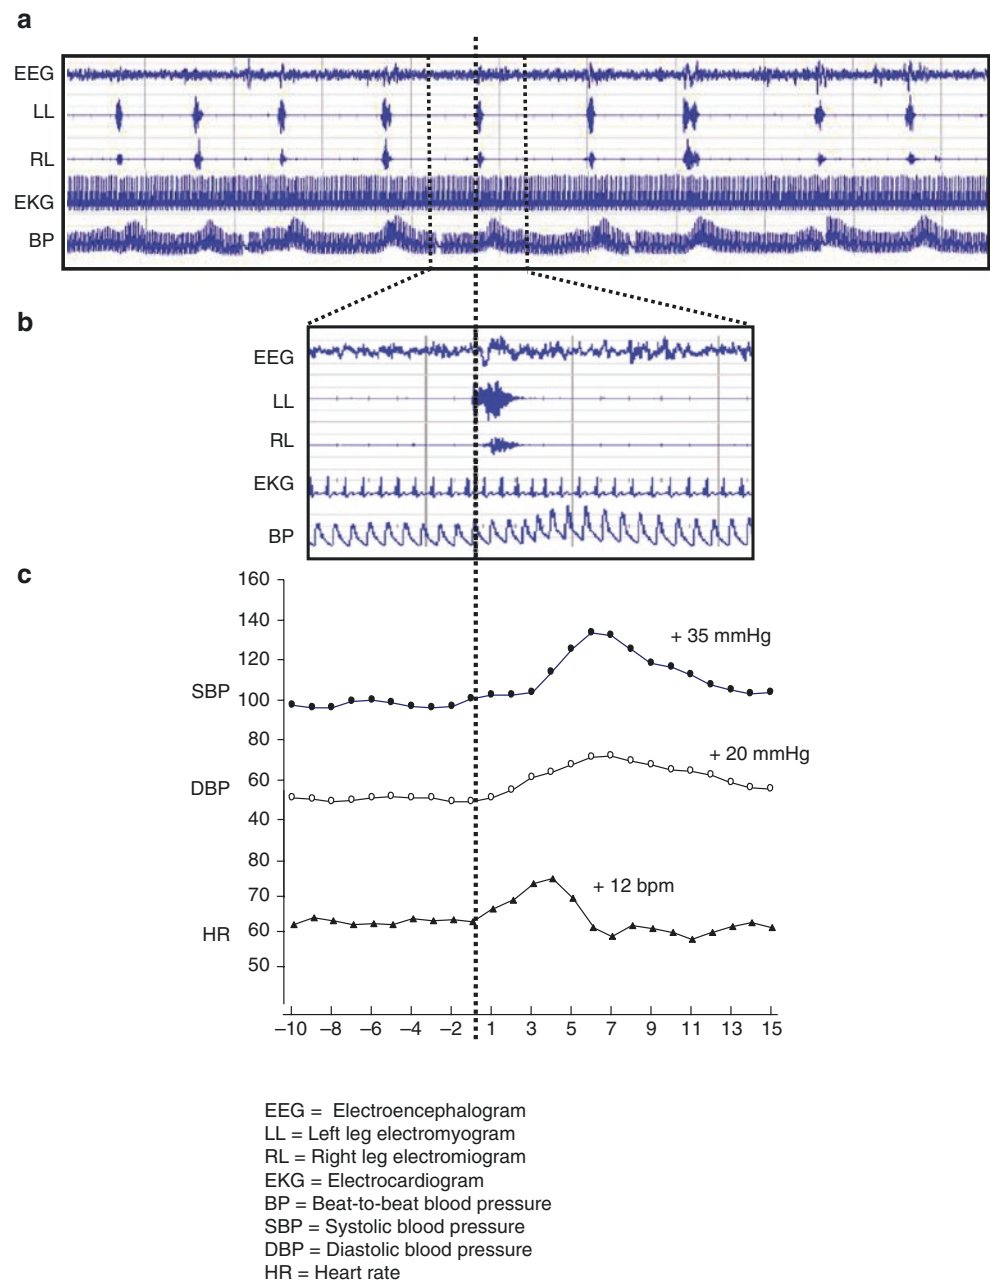 a
EEG
LL
RL
EKG
BP
b
EEG
LL
RL
EKG
BP
c
160
140
+ 35 mmHg
120
SBP
100
80
+ 20 mmHg
60
DBP
40
80
+ 12 bpm
70
60
HR
50
–10 –8 –6 –4 –2 1 3 5 7 9 11 13 15
EEG = Electroencephalogram
LL = Left leg electromyogram
RL = Right leg electromiogram
EKG = Electrocardiogram
BP = Beat-to-beat blood pressure
SBP = Systolic blood pressure
DBP = Diastolic blood pressure
HR = Heart rate